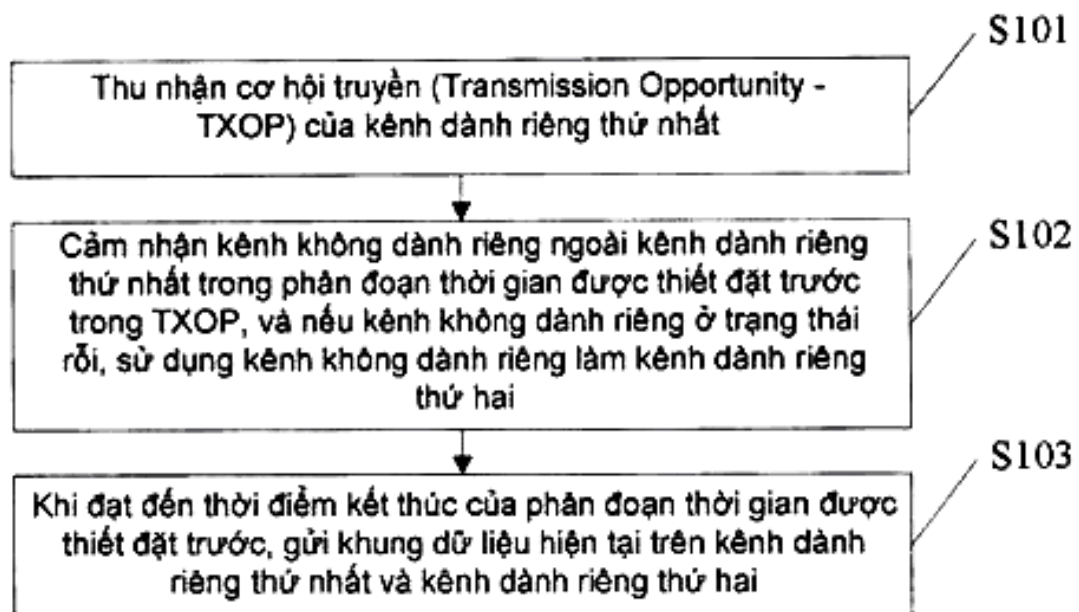 S101
Thu nhận cơ hội truyền (Transmission Opportunity -
TXOP) của kênh dành riêng thứ nhất
S102
Cảm nhận kênh không dành riêng ngoài kênh dành riêng
thứ nhất trong phân đoạn thời gian được thiết đặt trước
trong TXOP, và nếu kênh không dành riêng ở trạng thái
rỗi, sử dụng kênh không dành riêng làm kênh dành riêng
thứ hai
S103
Khi đạt đến thời điểm kết thúc của phân đoạn thời gian được
thiết đặt trước, gửi khung dữ liệu hiện tại trên kênh dành
riêng thứ nhất và kênh dành riêng thứ hai